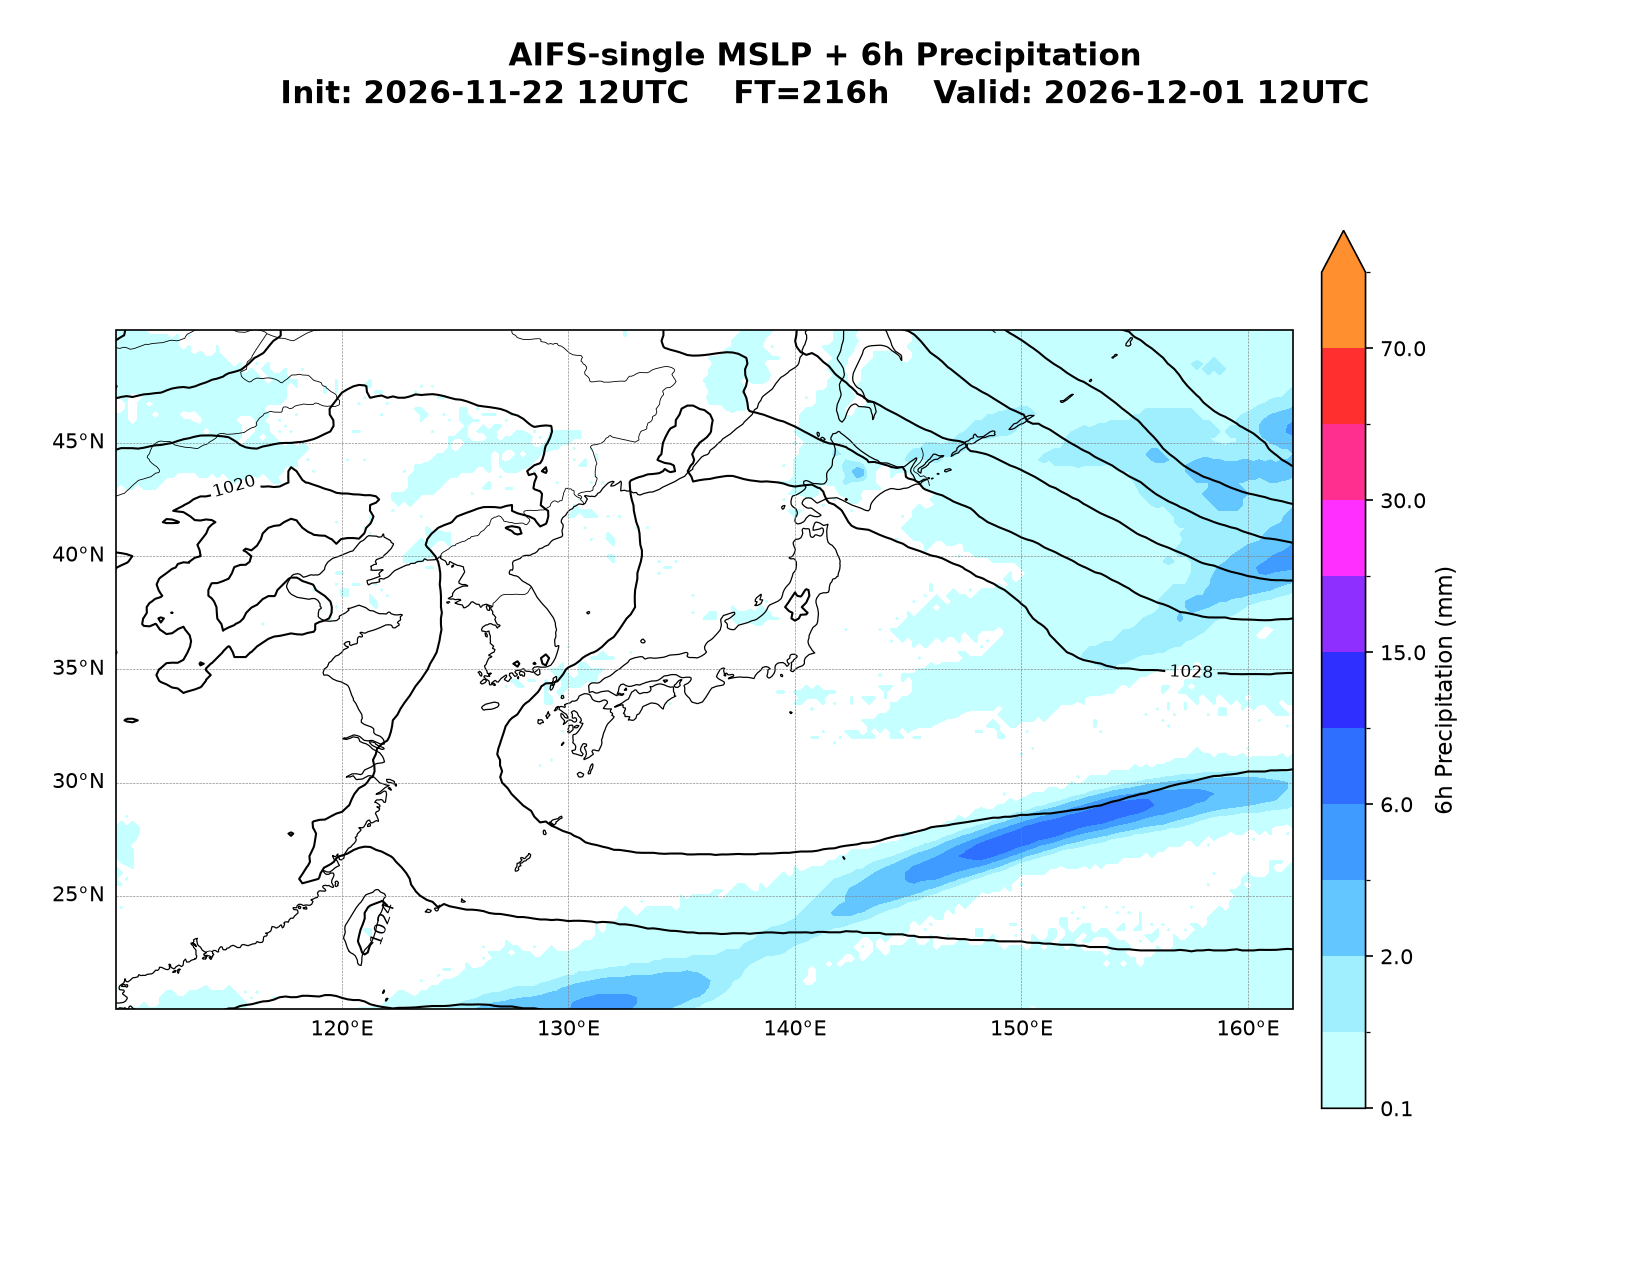 AIFS-single MSLP + 6h Precipitation
Init: 2026-11-22 12UTC    FT=216h    Valid: 2026-12-01 12UTC
70.0
45°N
1020
30.0
40°N
35°N
1028
15.0
6h Precipitation (mm)
30°N
6.0
25°N
1024
2.0
120°E
130°E
140°E
150°E
160°E
0.1